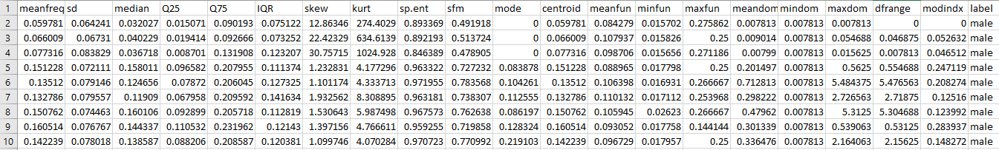 1 meanfreq sd median Q25 Q75 IQR skew kurt sp.ent sfm mode centroid meanfun minfun maxfun meandom mindom maxdom dfrange modindx label
2 0.059781 0.064241 0.032027 0.015071 0.090193 0.075122 12.86346 274.4029 0.893369 0.491918 0 0.059781 0.084279 0.015702 0.275862 0.007813 0.007813 0.007813 0 0 male
3 0.066009 0.06731 0.040229 0.019414 0.092666 0.073252 22.42329 634.6139 0.892193 0.513724 0 0.066009 0.107937 0.015826 0.25 0.009014 0.007813 0.054688 0.046875 0.052632 male
4 0.077316 0.083829 0.036718 0.008701 0.131908 0.123207 30.75715 1024.928 0.846389 0.478905 0 0.077316 0.098706 0.015656 0.271186 0.00799 0.007813 0.015625 0.007813 0.046512 male
5 0.151228 0.072111 0.158011 0.096582 0.207955 0.111374 1.232831 4.177296 0.963322 0.727232 0.083878 0.151228 0.088965 0.017798 0.25 0.201497 0.007813 0.5625 0.554688 0.247119 male
6 0.13512 0.079146 0.124656 0.07872 0.206045 0.127325 1.101174 4.333713 0.971955 0.783568 0.104261 0.13512 0.106398 0.016931 0.266667 0.712813 0.007813 5.484375 5.476563 0.208274 male
7 0.132786 0.079557 0.11909 0.067958 0.209592 0.141634 1.932562 8.308895 0.963181 0.738307 0.112555 0.132786 0.110132 0.017112 0.253968 0.298222 0.007813 2.726563 2.71875 0.12516 male
8 0.150762 0.074463 0.160106 0.092899 0.205718 0.112819 1.530643 5.987498 0.967573 0.762638 0.086197 0.150762 0.105945 0.02623 0.266667 0.47962 0.007813 5.3125 5.304688 0.123992 male
9 0.160514 0.076767 0.144337 0.110532 0.231962 0.12143 1.397156 4.766611 0.959255 0.719858 0.128324 0.160514 0.093052 0.017758 0.144144 0.301339 0.007813 0.539063 0.53125 0.283937 male
10 0.142239 0.078018 0.138587 0.088206 0.208587 0.120381 1.099746 4.070284 0.970723 0.770992 0.219103 0.142239 0.096729 0.017957 0.25 0.336476 0.007813 2.164063 2.15625 0.148272 male